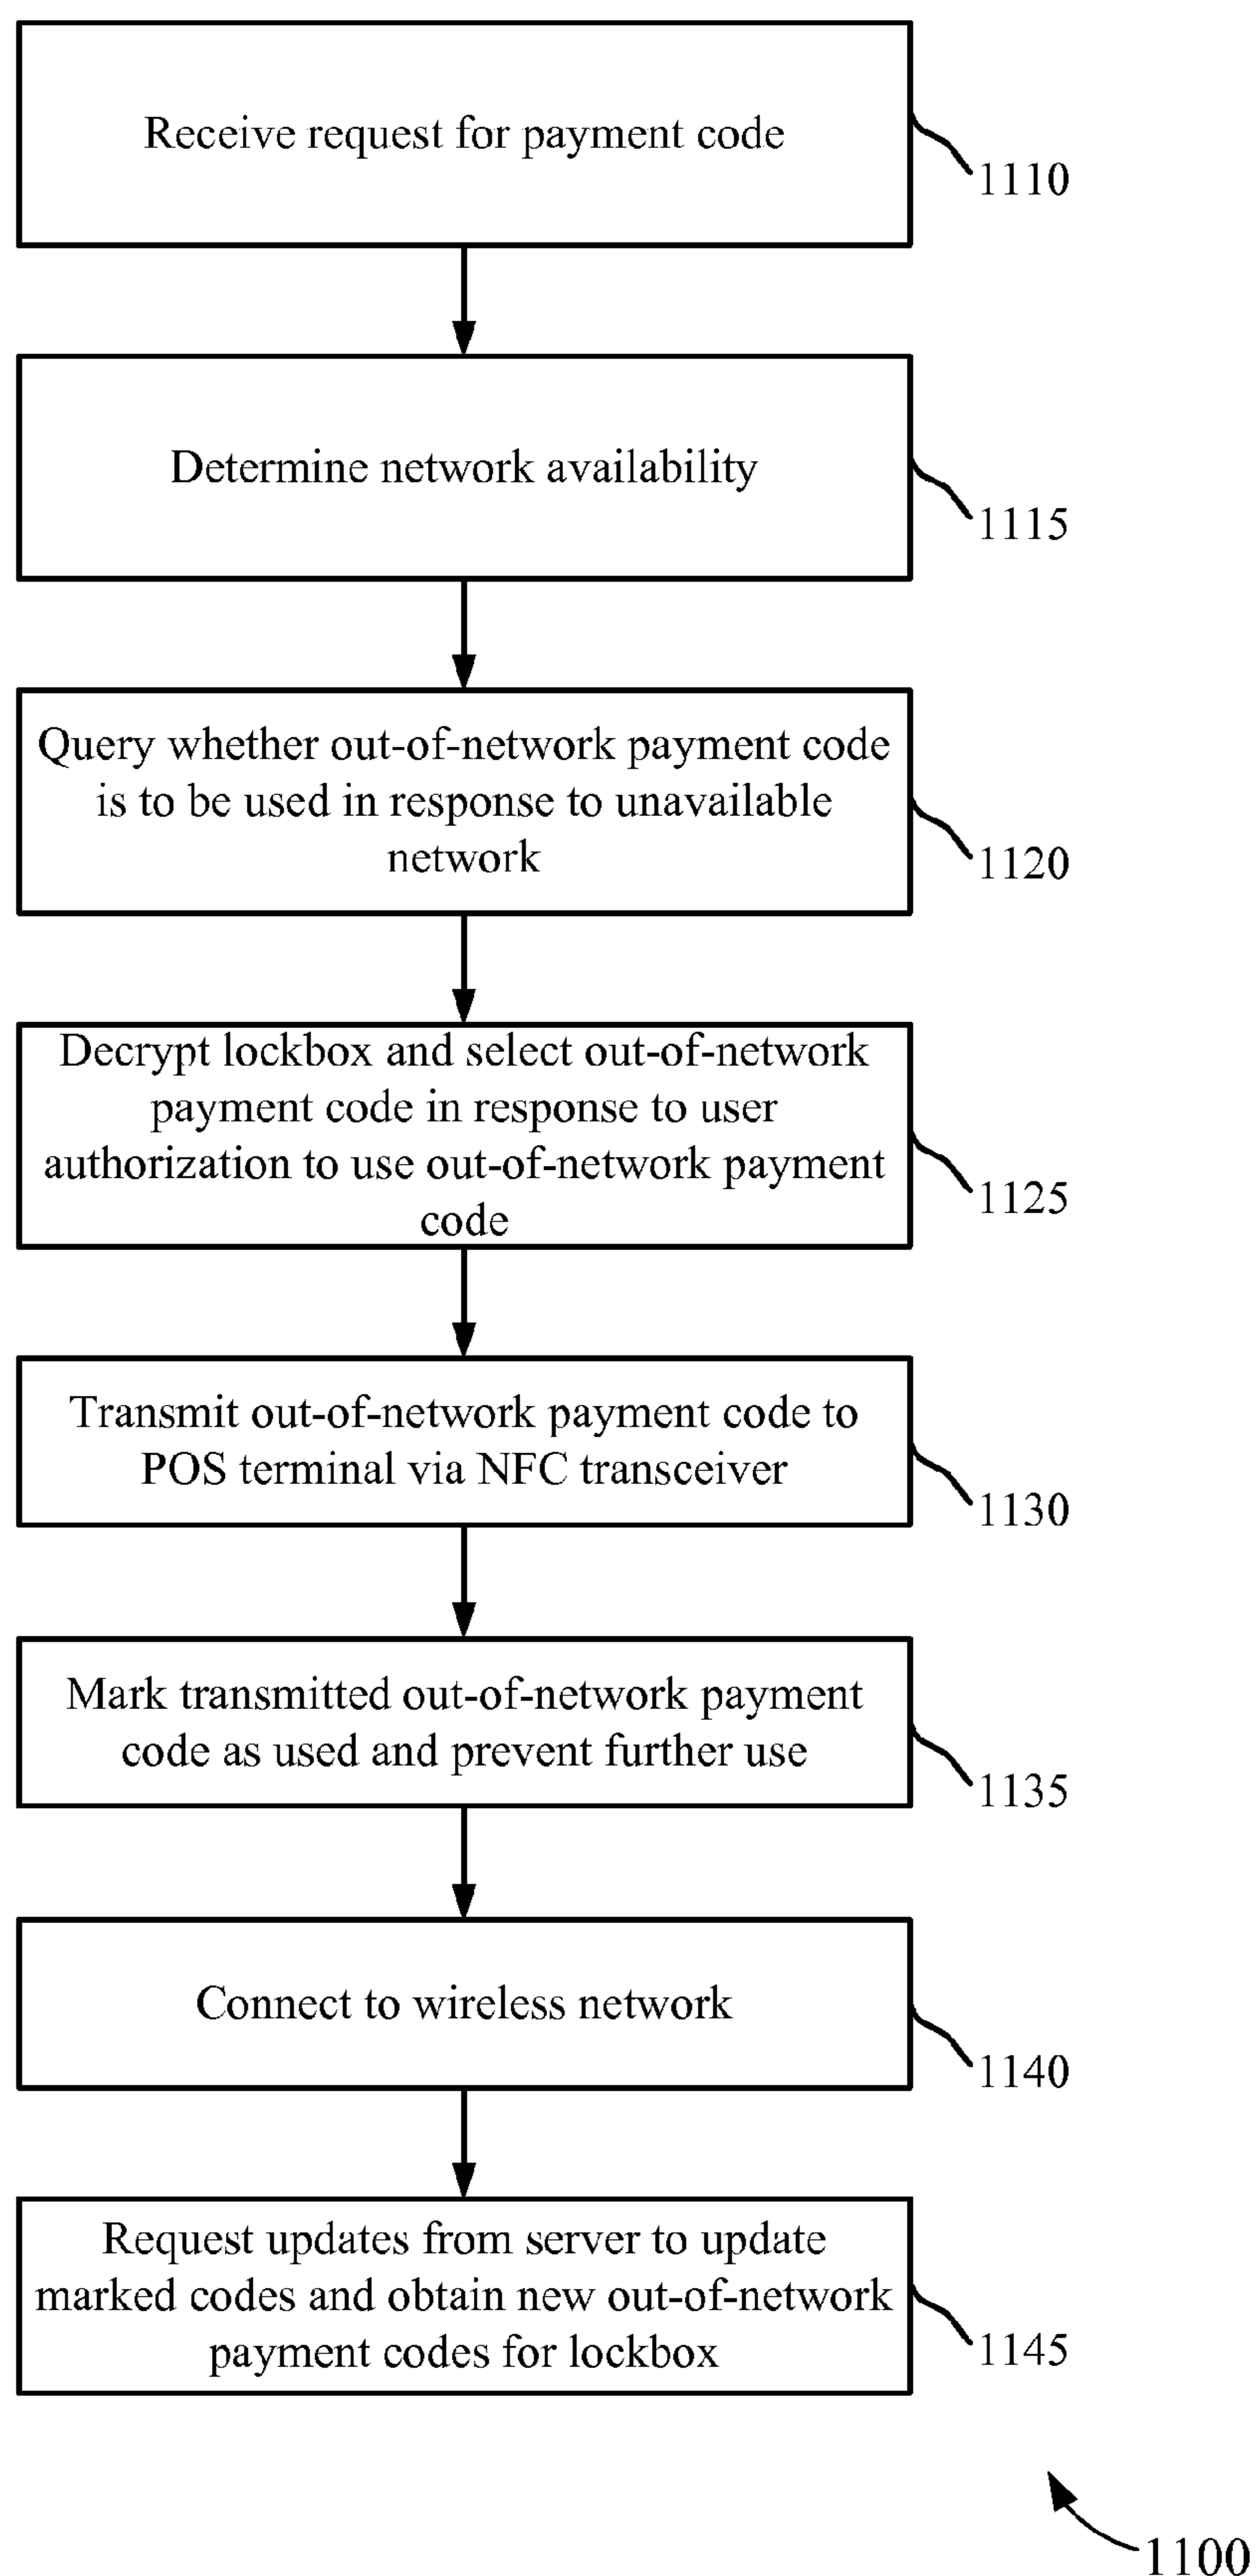 Receive request for payment code
1110
Determine network availability
1115
Query whether out-of-network payment code
is to be used in response to unavailable
network
1120
Decrypt lockbox and select out-of-network
payment code in response to user
authorization to use out-of-network payment
code
1125
Transmit out-of-network payment code to
POS terminal via NFC transceiver
1130
Mark transmitted out-of-network payment
code as used and prevent further use
1135
Connect to wireless network
1140
Request updates from server to update
marked codes and obtain new out-of-network
payment codes for lockbox
1145
1100